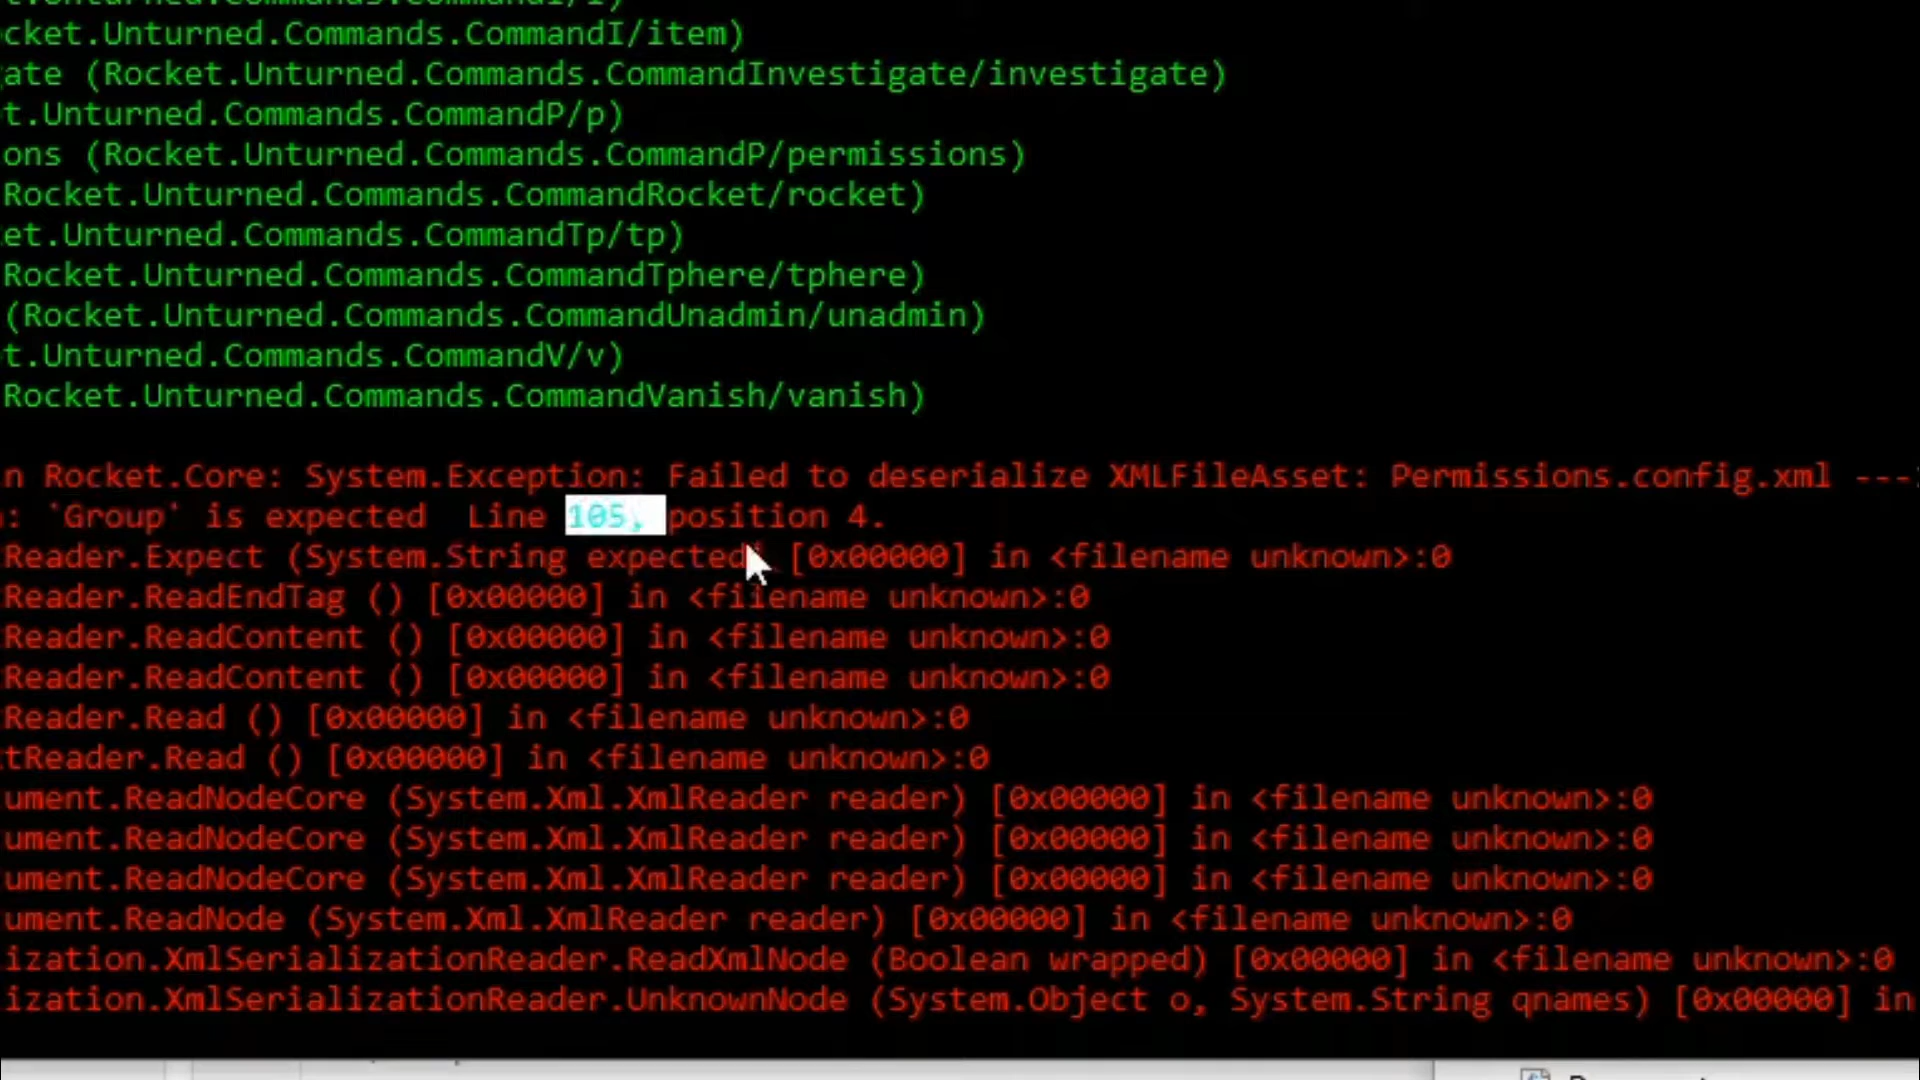 cket.Unturned.Commands.CommandI/item)
ate (Rocket.Unturned.Commands.CommandInvestigate/investigate)
t.Unturned.Commands.CommandP/p)
ons (Rocket.Unturned.Commands.CommandP/permissions)
Rocket.Unturned.Commands.CommandRocket/rocket)
et.Unturned.Commands.CommandTp/tp)
Rocket.Unturned.Commands.CommandTphere/tphere)
(Rocket.Unturned.Commands.CommandUnadmin/unadmin)
t.Unturned.Commands.CommandV/v)
Rocket.Unturned.Commands.CommandVanish/vanish)
n Rocket.Core: System.Exception: Failed to deserialize XMLFileAsset: Permissions.config.xml ---
: 'Group' is expected  Line 105, position 4.
Reader.Expect (System.String expected) [0x00000] in <filename unknown>:0
Reader.ReadEndTag () [0x00000] in <filename unknown>:0
Reader.ReadContent () [0x00000] in <filename unknown>:0
Reader.ReadContent () [0x00000] in <filename unknown>:0
Reader.Read () [0x00000] in <filename unknown>:0
tReader.Read () [0x00000] in <filename unknown>:0
ument.ReadNodeCore (System.Xml.XmlReader reader) [0x00000] in <filename unknown>:0
ument.ReadNodeCore (System.Xml.XmlReader reader) [0x00000] in <filename unknown>:0
ument.ReadNodeCore (System.Xml.XmlReader reader) [0x00000] in <filename unknown>:0
ument.ReadNode (System.Xml.XmlReader reader) [0x00000] in <filename unknown>:0
ization.XmlSerializationReader.ReadXmlNode (Boolean wrapped) [0x00000] in <filename unknown>:0
ization.XmlSerializationReader.UnknownNode (System.Object o, System.String qnames) [0x00000] in